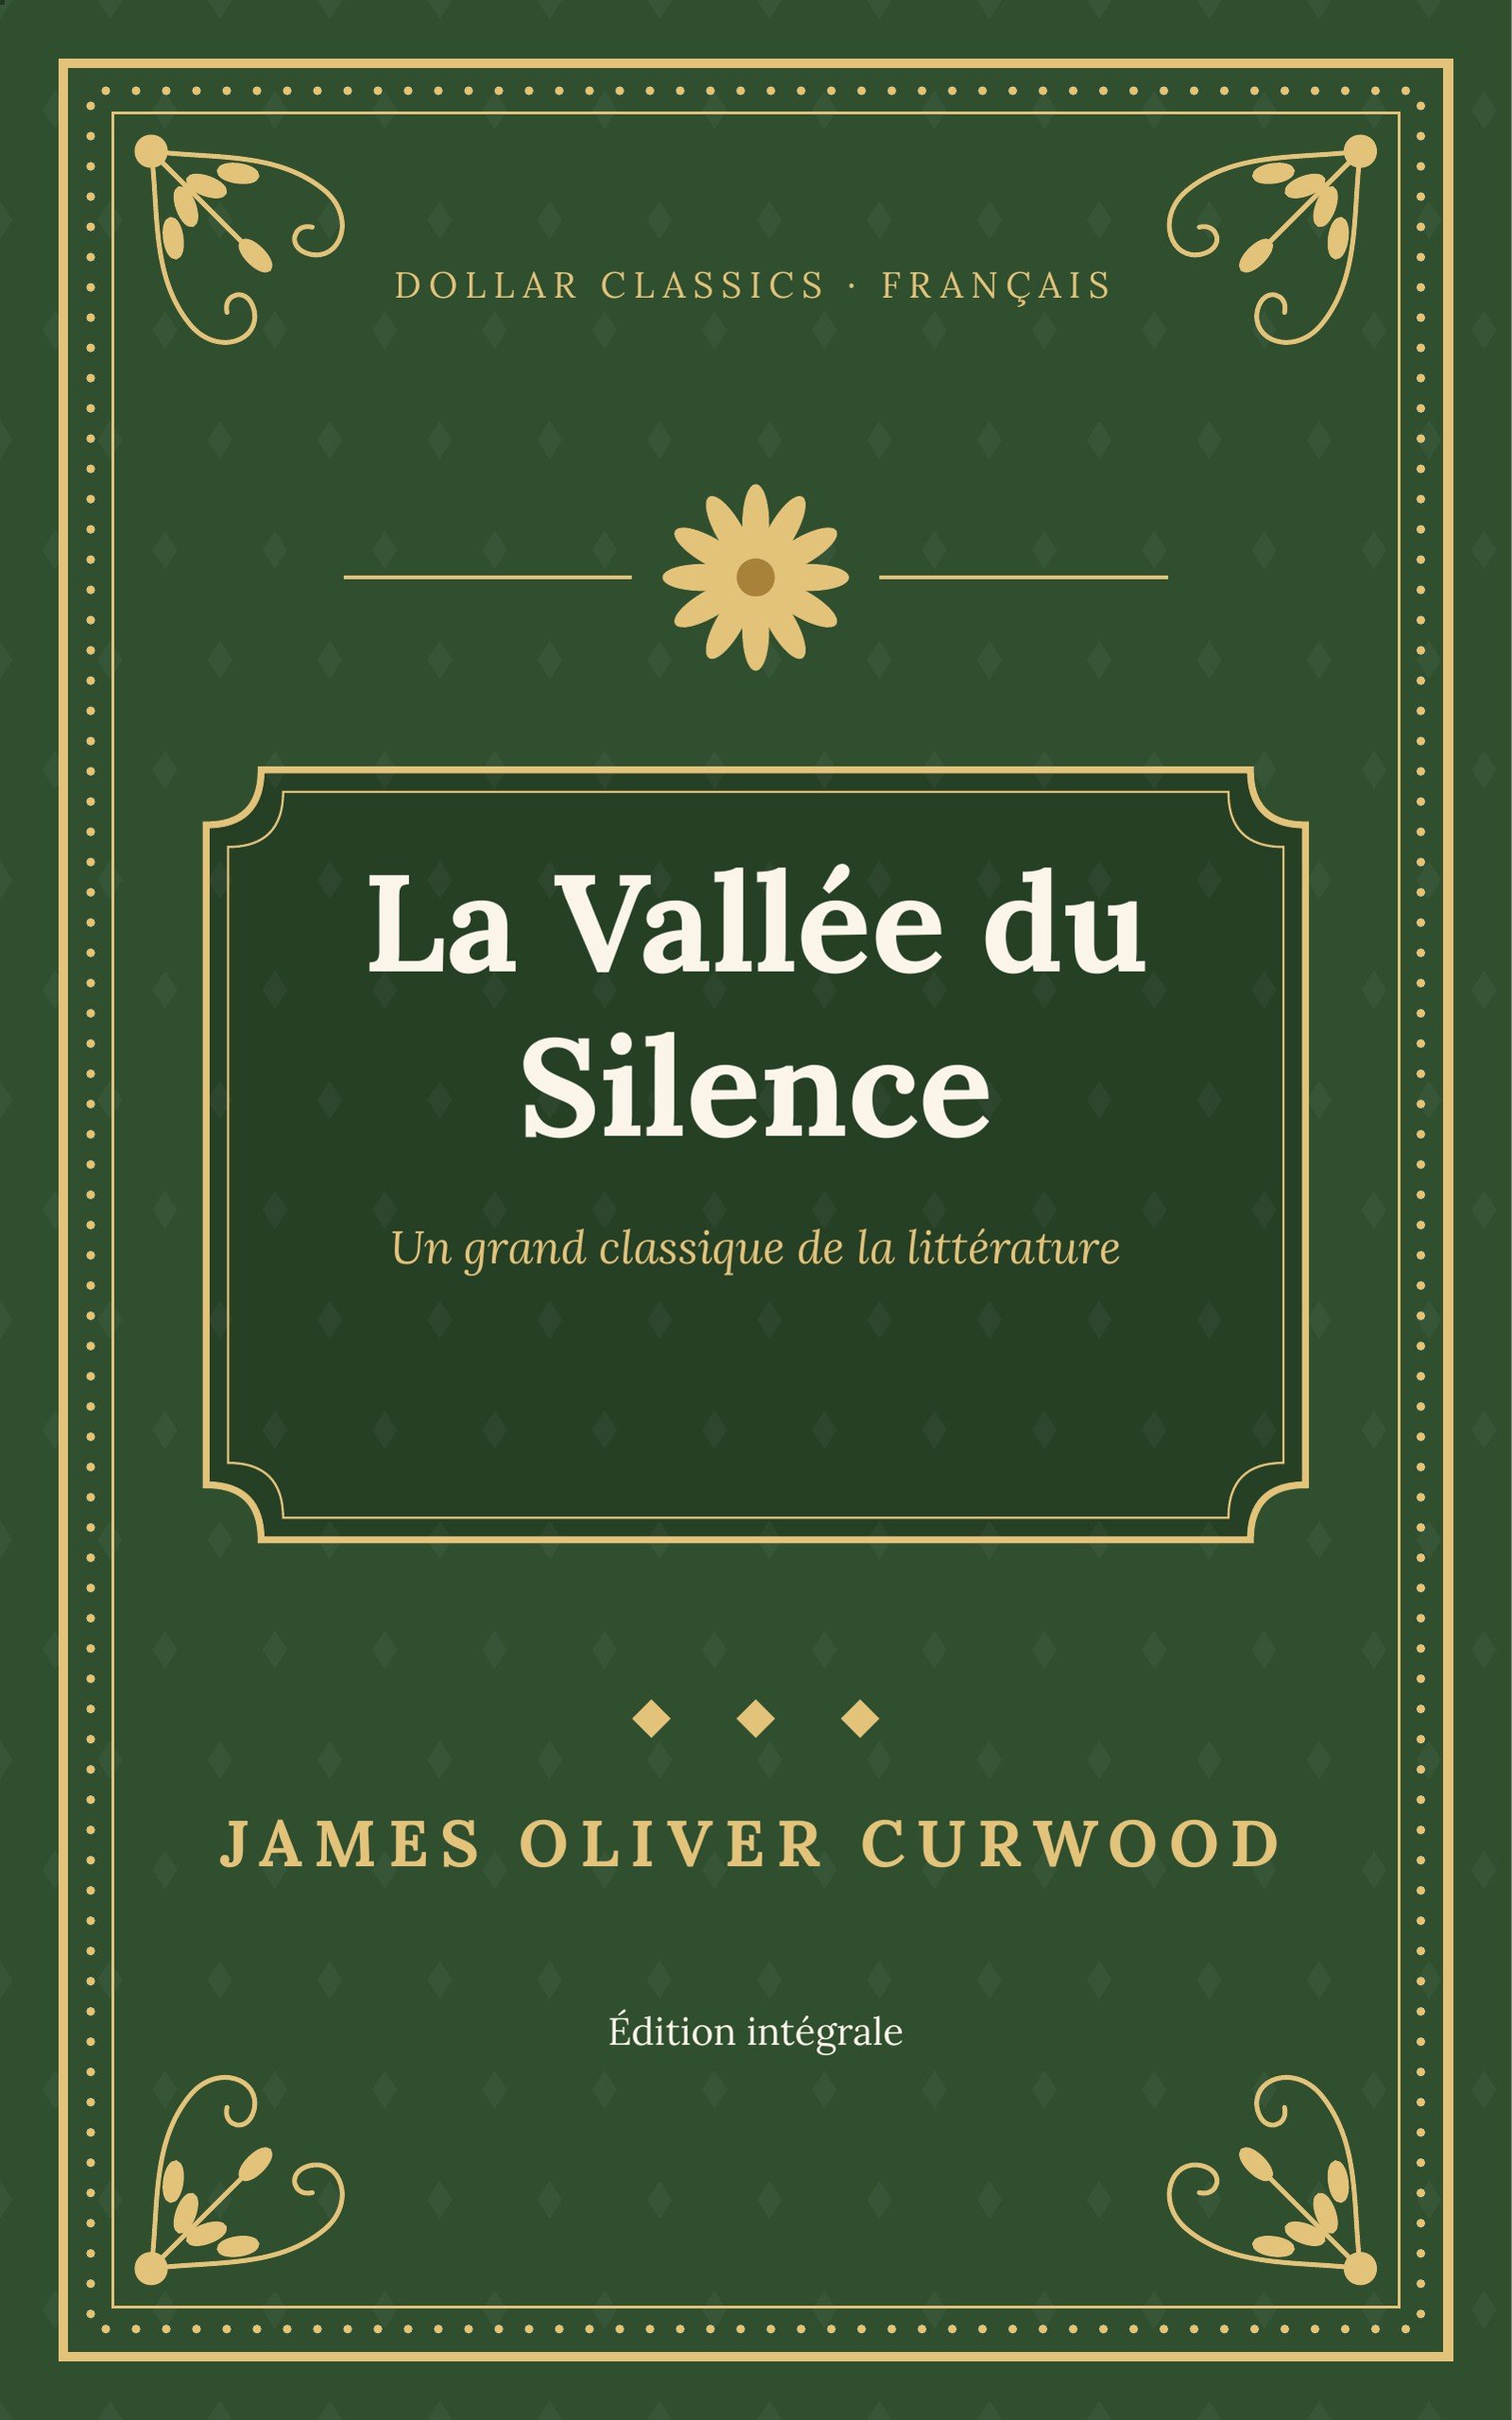 DOLLAR CLASSICS · FRANÇAIS
La Vallée du
Silence
Un grand classique de la littérature
JAMES OLIVER CURWOOD
Édition intégrale